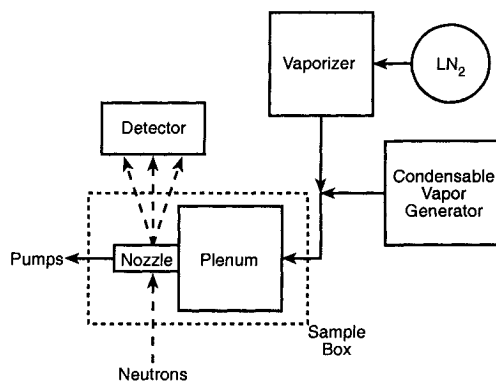 Vaporizer
LN₂
Detector
Condensable
Vapor
Generator
Pumps
Nozzle
Plenum
Sample
Box
Neutrons